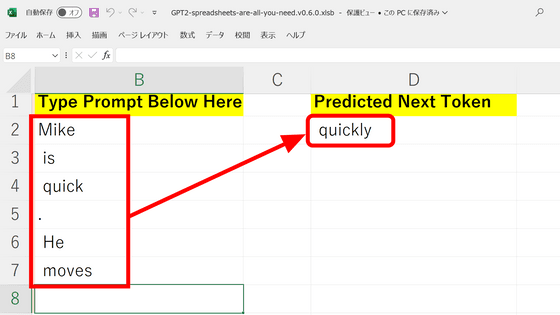 自動保存 オフ GPT2-spreadsheets-are-all-you-need.v0.6.0.xlsb - 保護ビュー • この PC に保存済み
ファイル ホーム 挿入 描画 ページ レイアウト 数式 データ 校閲 表示 ヘルプ
B8 fx
B C D
1 Type Prompt Below Here Predicted Next Token
2 Mike quickly
3 is
4 quick
5 .
6 He
7 moves
8